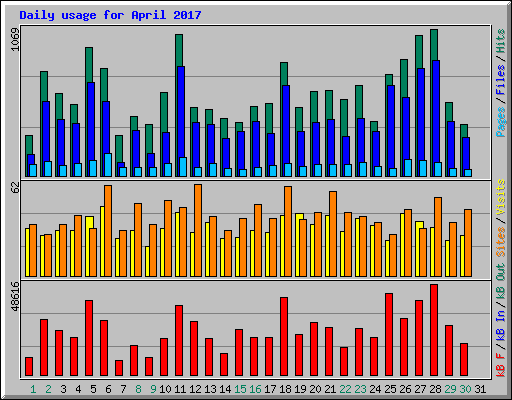 Daily usage for April 2017
1069
Pages / Files / Hits
62
Sites / Visits
48616
kB F / kB In / kB Out
1 2 3 4 5 6 7 8 9 10 11 12 13 14 15 16 17 18 19 20 21 22 23 24 25 26 27 28 29 30 31